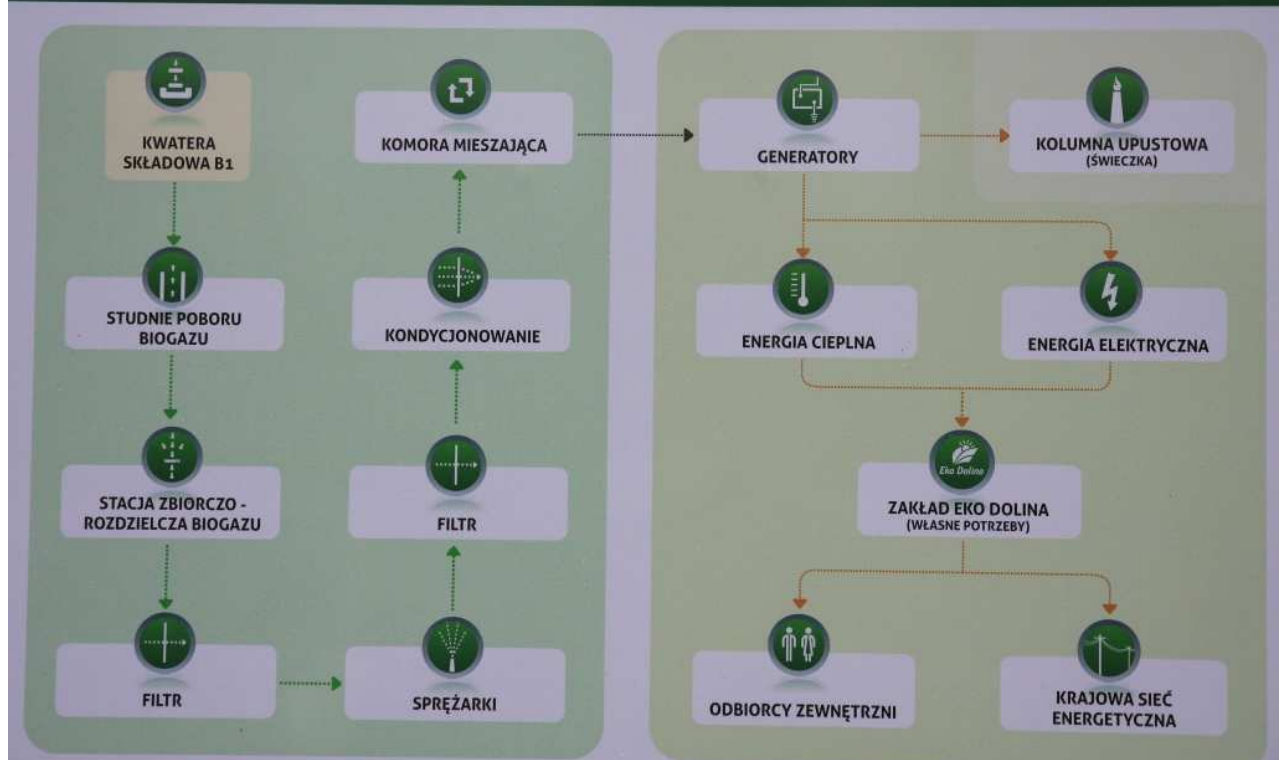 KWATERA
SKŁADOWA B1
STUDNIE POBORU
BIOGAZU
STACJA ZBIORCZO -
ROZDZIELCZA BIOGAZU
FILTR
SPRĘŻARKI
FILTR
KONDYCJONOWANIE
KOMORA MIESZAJĄCA
GENERATORY
KOLUMNA UPUSTOWA
(ŚWIECZKA)
ENERGIA CIEPLNA
ENERGIA ELEKTRYCZNA
Eko Dolina
ZAKŁAD EKO DOLINA
(WŁASNE POTRZEBY)
ODBIORCY ZEWNĘTRZNI
KRAJOWA SIEĆ
ENERGETYCZNA